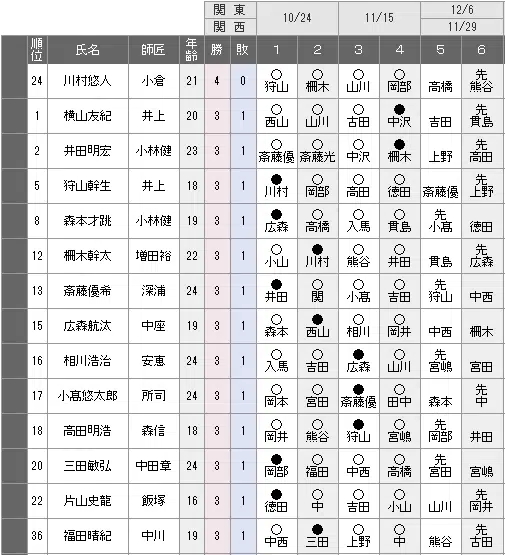 関 東 10/24 11/15 12/6
関 西 11/29
順位 氏名 師匠 年齢 勝 敗 1 2 3 4 5 6
24 川村悠人 小倉 21 4 0 ○狩山 ○柵木 ○山川 ○岡部 高橋 先熊谷
1 横山友紀 井上 20 3 1 ○西山 ○山川 ○古田 ●中沢 吉田 先貫島
2 井田明宏 小林健 23 3 1 ○斎藤優 ○斎藤光 ○中沢 ●柵木 上野 先高田
5 狩山幹生 井上 18 3 1 ●川村 ○岡部 ○高田 ○徳田 斎藤優 先上野
8 森本才跳 小林健 19 3 1 ●広森 ○高橋 ○入馬 ○貫島 先小髙 徳田
12 柵木幹太 増田裕 22 3 1 ○小山 ●川村 ○熊谷 ○井田 貫島 先広森
13 斎藤優希 深浦 24 3 1 ●井田 ○関 ○小髙 ○吉田 先狩山 中西
15 広森航汰 中座 19 3 1 ○森本 ●西山 ○相川 ○岡井 中西 柵木
16 相川浩治 安恵 24 3 1 ○入馬 ○吉田 ●広森 ○山川 先宮嶋 宮田
17 小髙悠太郎 所司 24 3 1 ○岡本 ○宮田 ●斎藤優 ○田中 森本 先中
18 高田明浩 森信 18 3 1 ○岡井 ○熊谷 ●狩山 ○宮嶋 先岡部 井田
20 三田敏弘 中田章 24 3 1 ●岡部 ○福田 ○中西 ○高橋 先宮田 宮嶋
22 片山史龍 飯塚 16 3 1 ●徳田 ○中 ○吉田 ○小山 山川 先岡井
36 福田晴紀 中川 19 3 1 ○中西 ●三田 ○上野 ○中 熊谷 先古田